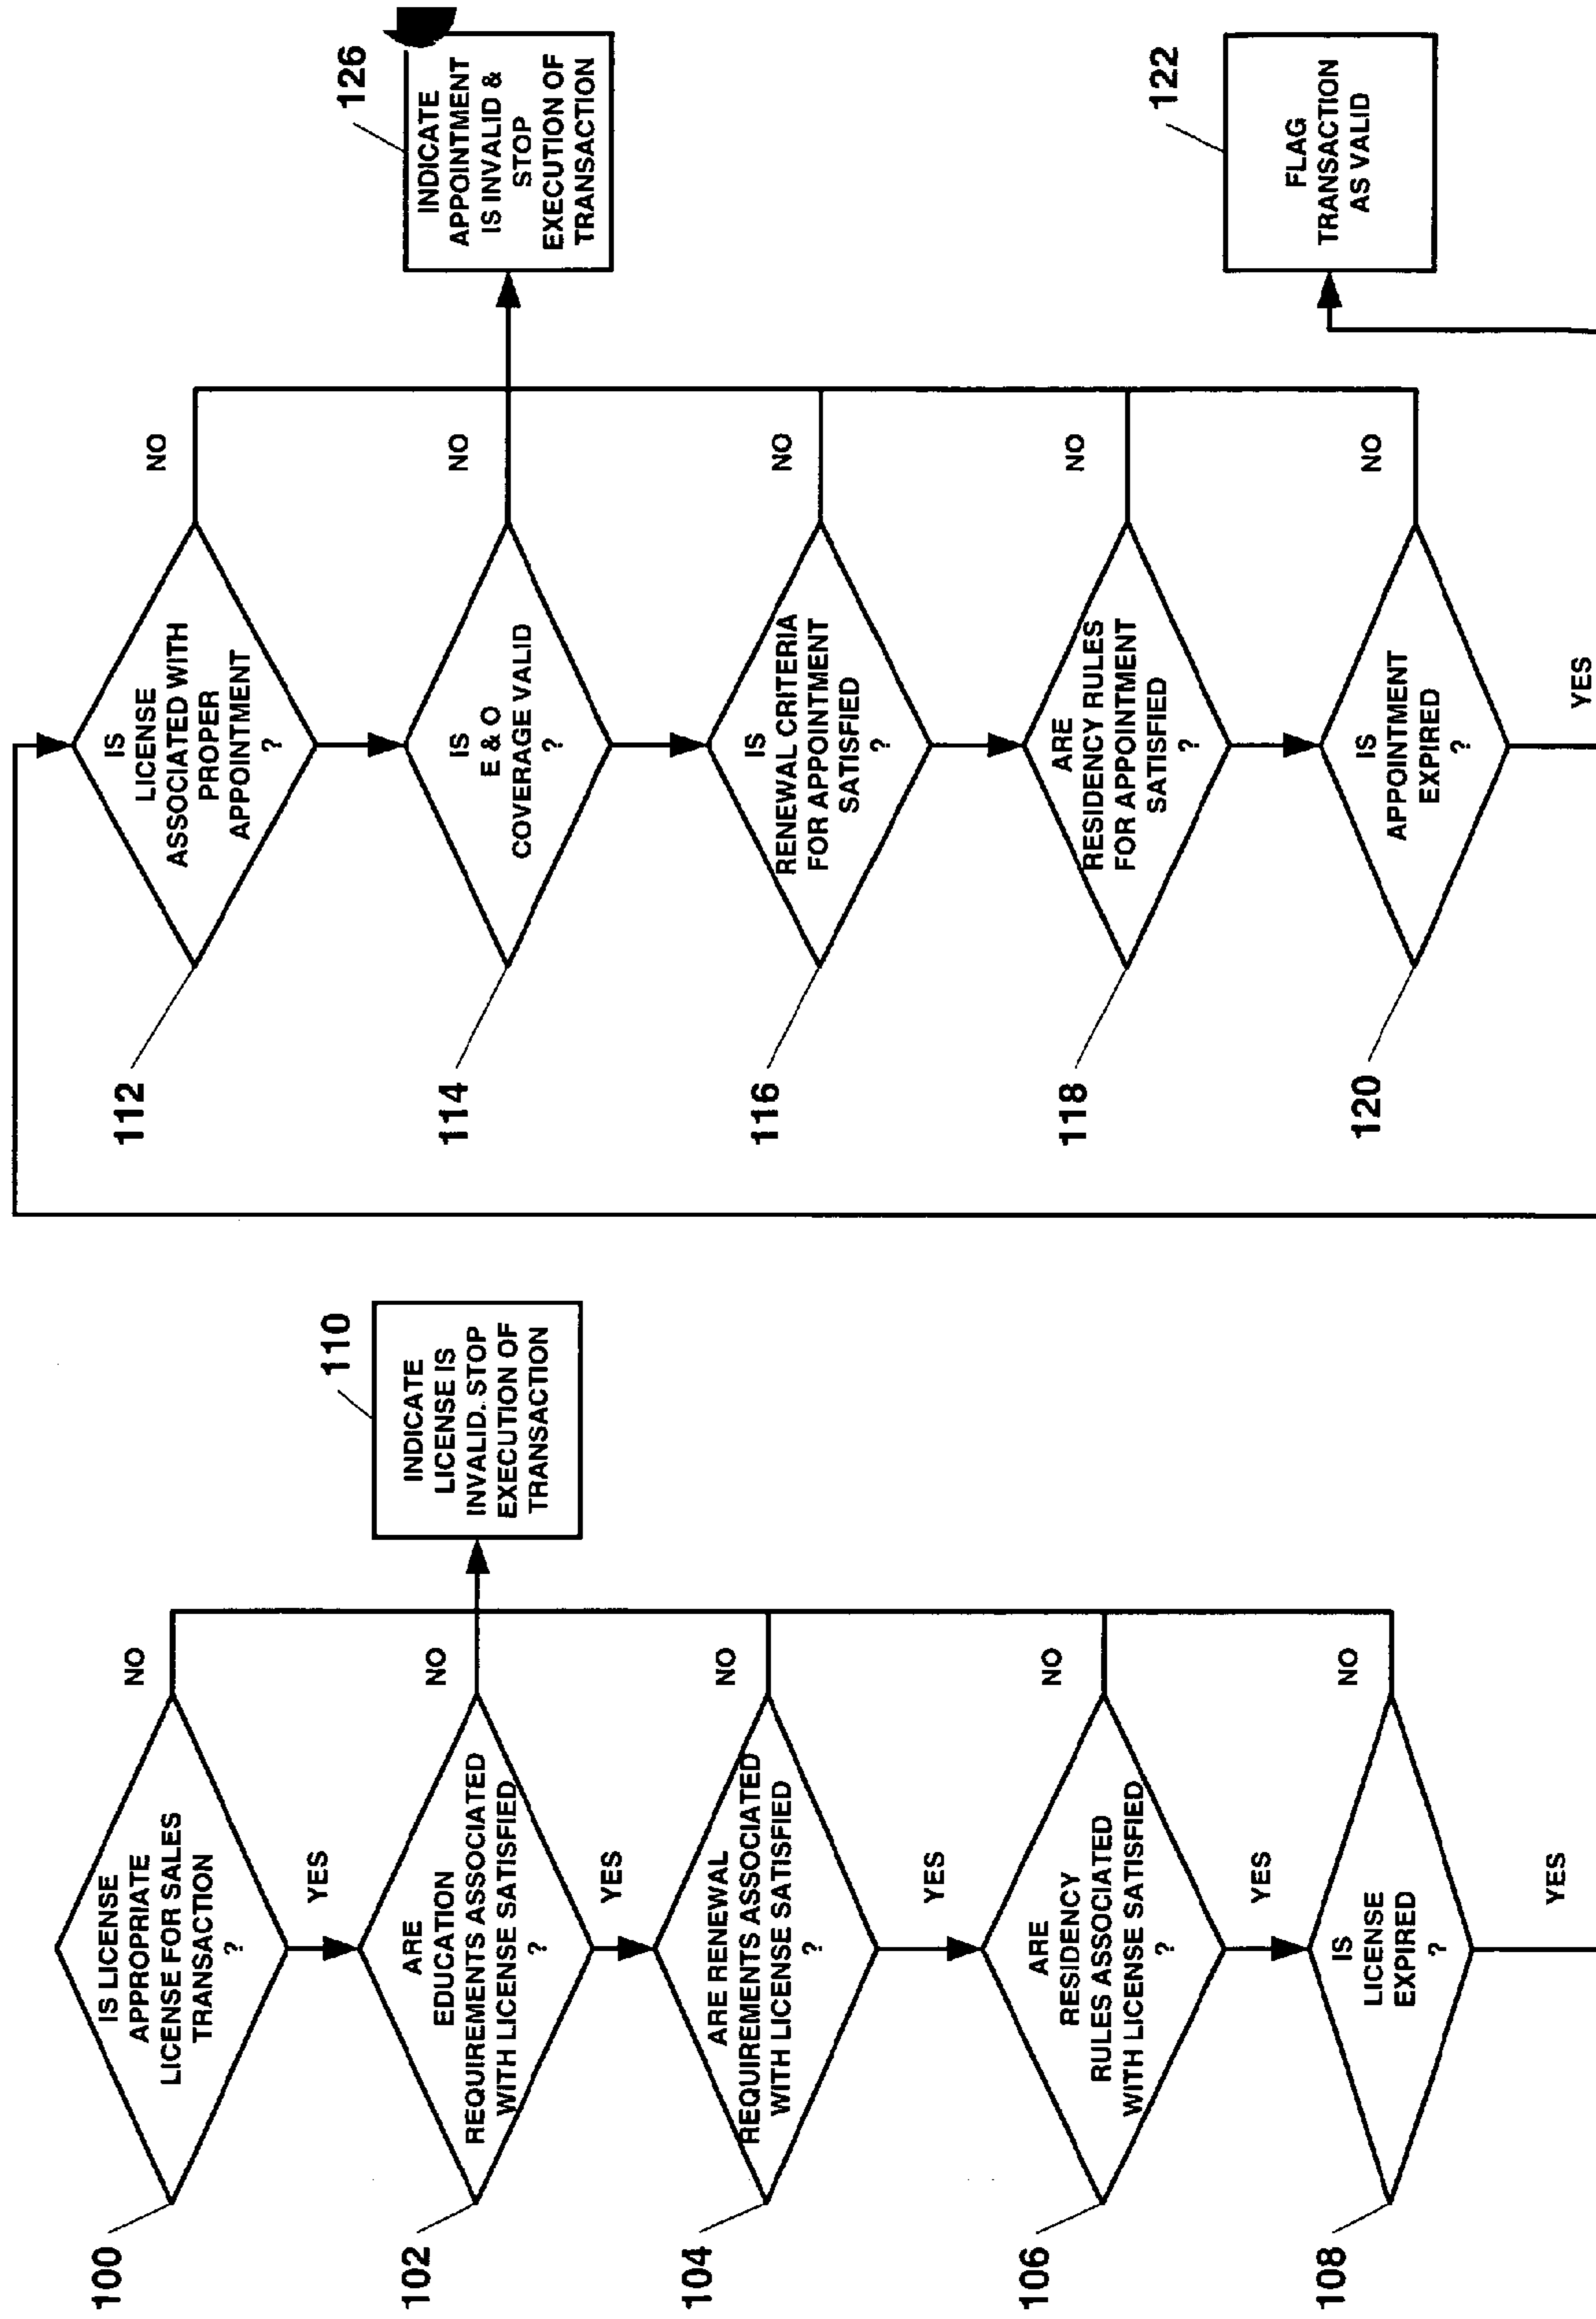 100
IS LICENSE
APPROPRIATE
LICENSE FOR SALES
TRANSACTION
?
NO
YES
102
ARE
EDUCATION
REQUIREMENTS ASSOCIATED
WITH LICENSE SATISFIED
?
NO
YES
110
INDICATE
LICENSE IS
INVALID. STOP
EXECUTION OF
TRANSACTION
104
ARE RENEWAL
REQUIREMENTS ASSOCIATED
WITH LICENSE SATISFIED
?
NO
YES
106
ARE
RESIDENCY
RULES ASSOCIATED
WITH LICENSE SATISFIED
?
NO
YES
108
IS
LICENSE
EXPIRED
?
NO
YES
112
IS
LICENSE
ASSOCIATED WITH
PROPER
APPOINTMENT
?
NO
126
INDICATE
APPOINTMENT
IS INVALID &
STOP
EXECUTION OF
TRANSACTION
114
IS
E & O
COVERAGE VALID
?
NO
116
IS
RENEWAL CRITERIA
FOR APPOINTMENT
SATISFIED
?
NO
118
ARE
RESIDENCY RULES
FOR APPOINTMENT
SATISFIED
?
NO
120
IS
APPOINTMENT
EXPIRED
?
NO
YES
122
FLAG
TRANSACTION
AS VALID